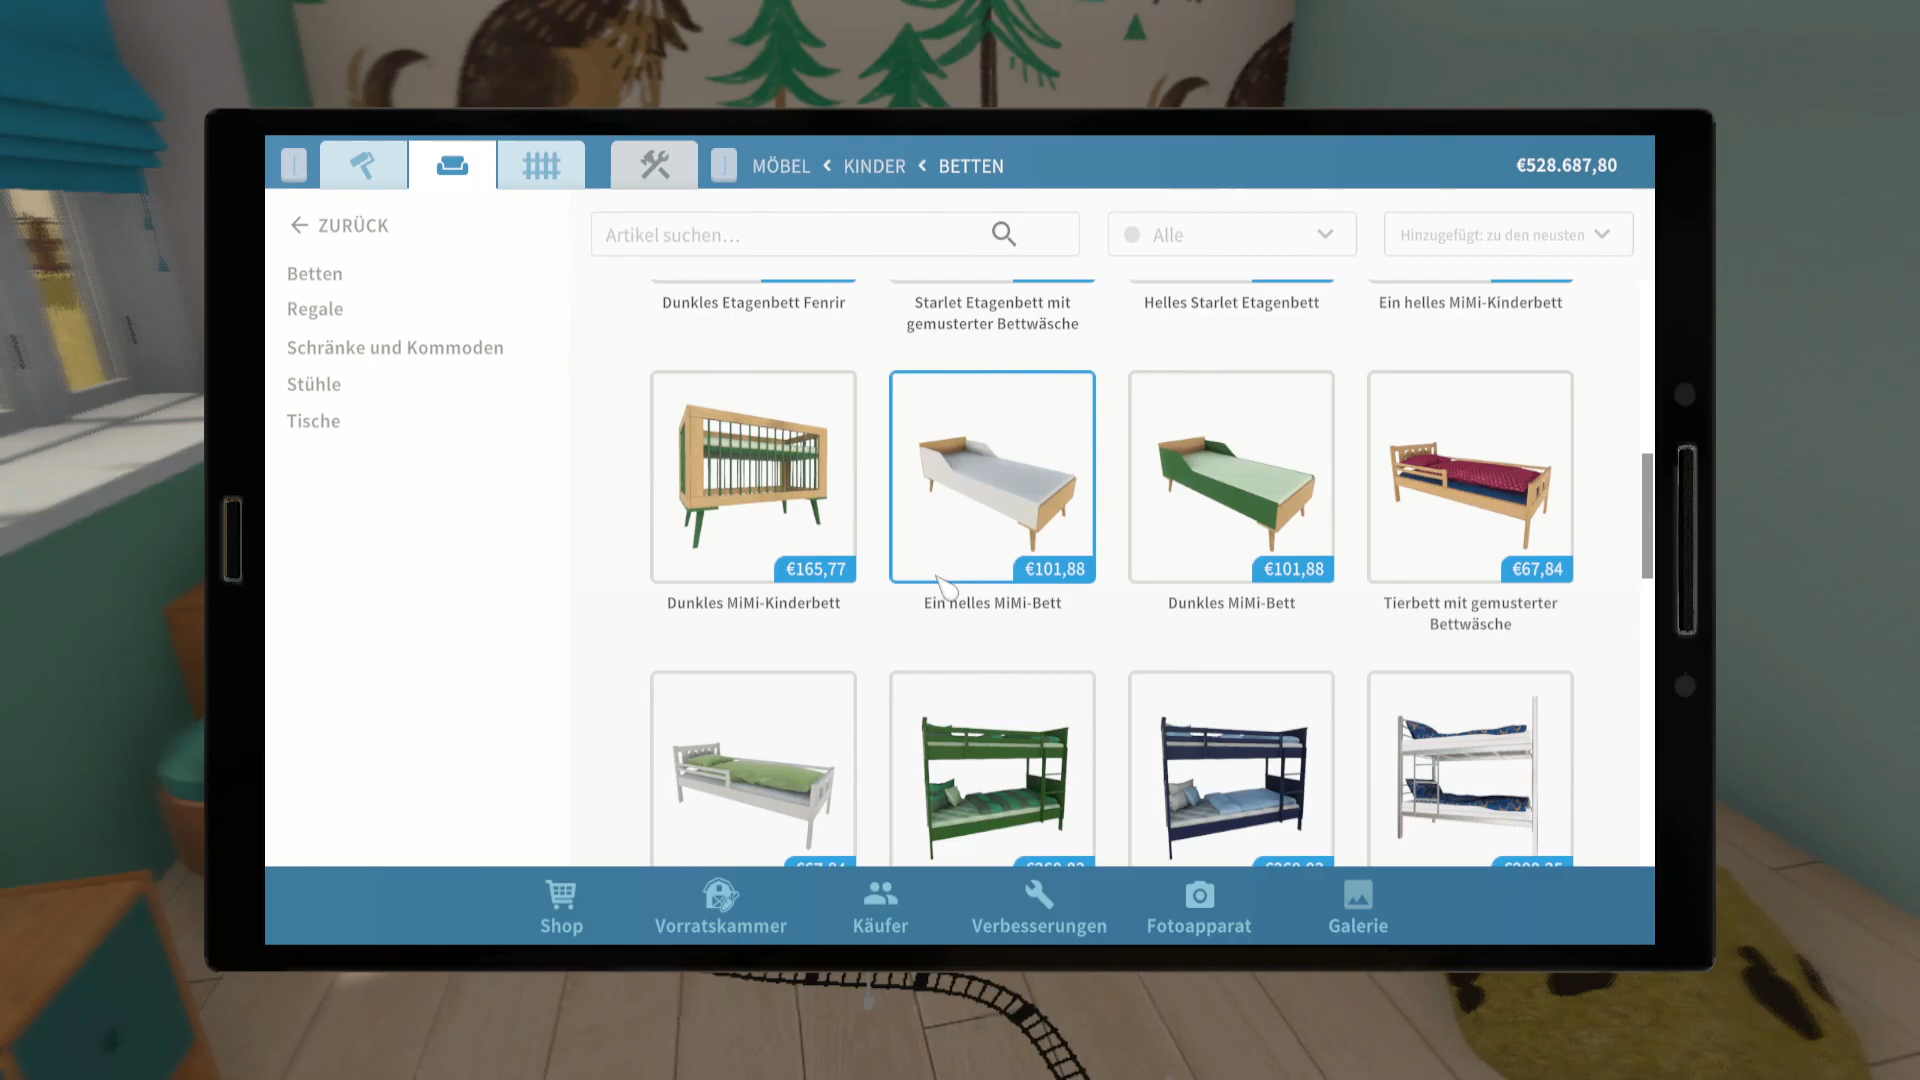 MÖBEL < KINDER < BETTEN
€528.687,80
ZURÜCK
Artikel suchen...
Alle
Hinzugefügt: zu den neusten
Betten
Regale
Schränke und Kommoden
Stühle
Tische
Dunkles Etagenbett Fenrir
Starlet Etagenbett mit
gemusterter Bettwäsche
Helles Starlet Etagenbett
Ein helles MiMi-Kinderbett
€165,77
€101,88
€101,88
€67,84
Dunkles MiMi-Kinderbett
Ein helles MiMi-Bett
Dunkles MiMi-Bett
Tierbett mit gemusterter
Bettwäsche
Shop
Vorratskammer
Käufer
Verbesserungen
Fotoapparat
Galerie